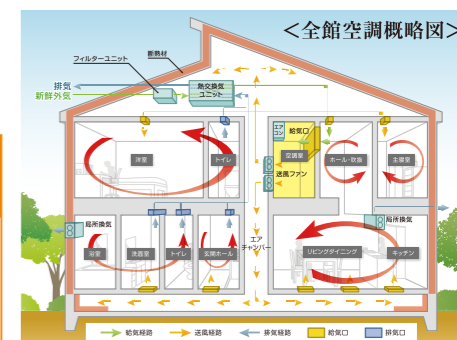 ＜全館空調概略図＞
フィルターユニット
断熱材
排気
新鮮外気
熱交換気
ユニット
エア
コン
給気口
洋室
トイレ
空調室
ホール・吹抜
主寝室
送風ファン
局所換気
局所換気
浴室
洗面室
トイレ
玄関ホール
エア
チャンバー
リビングダイニング
キッチン
給気経路
送風経路
排気経路
給気口
排気口